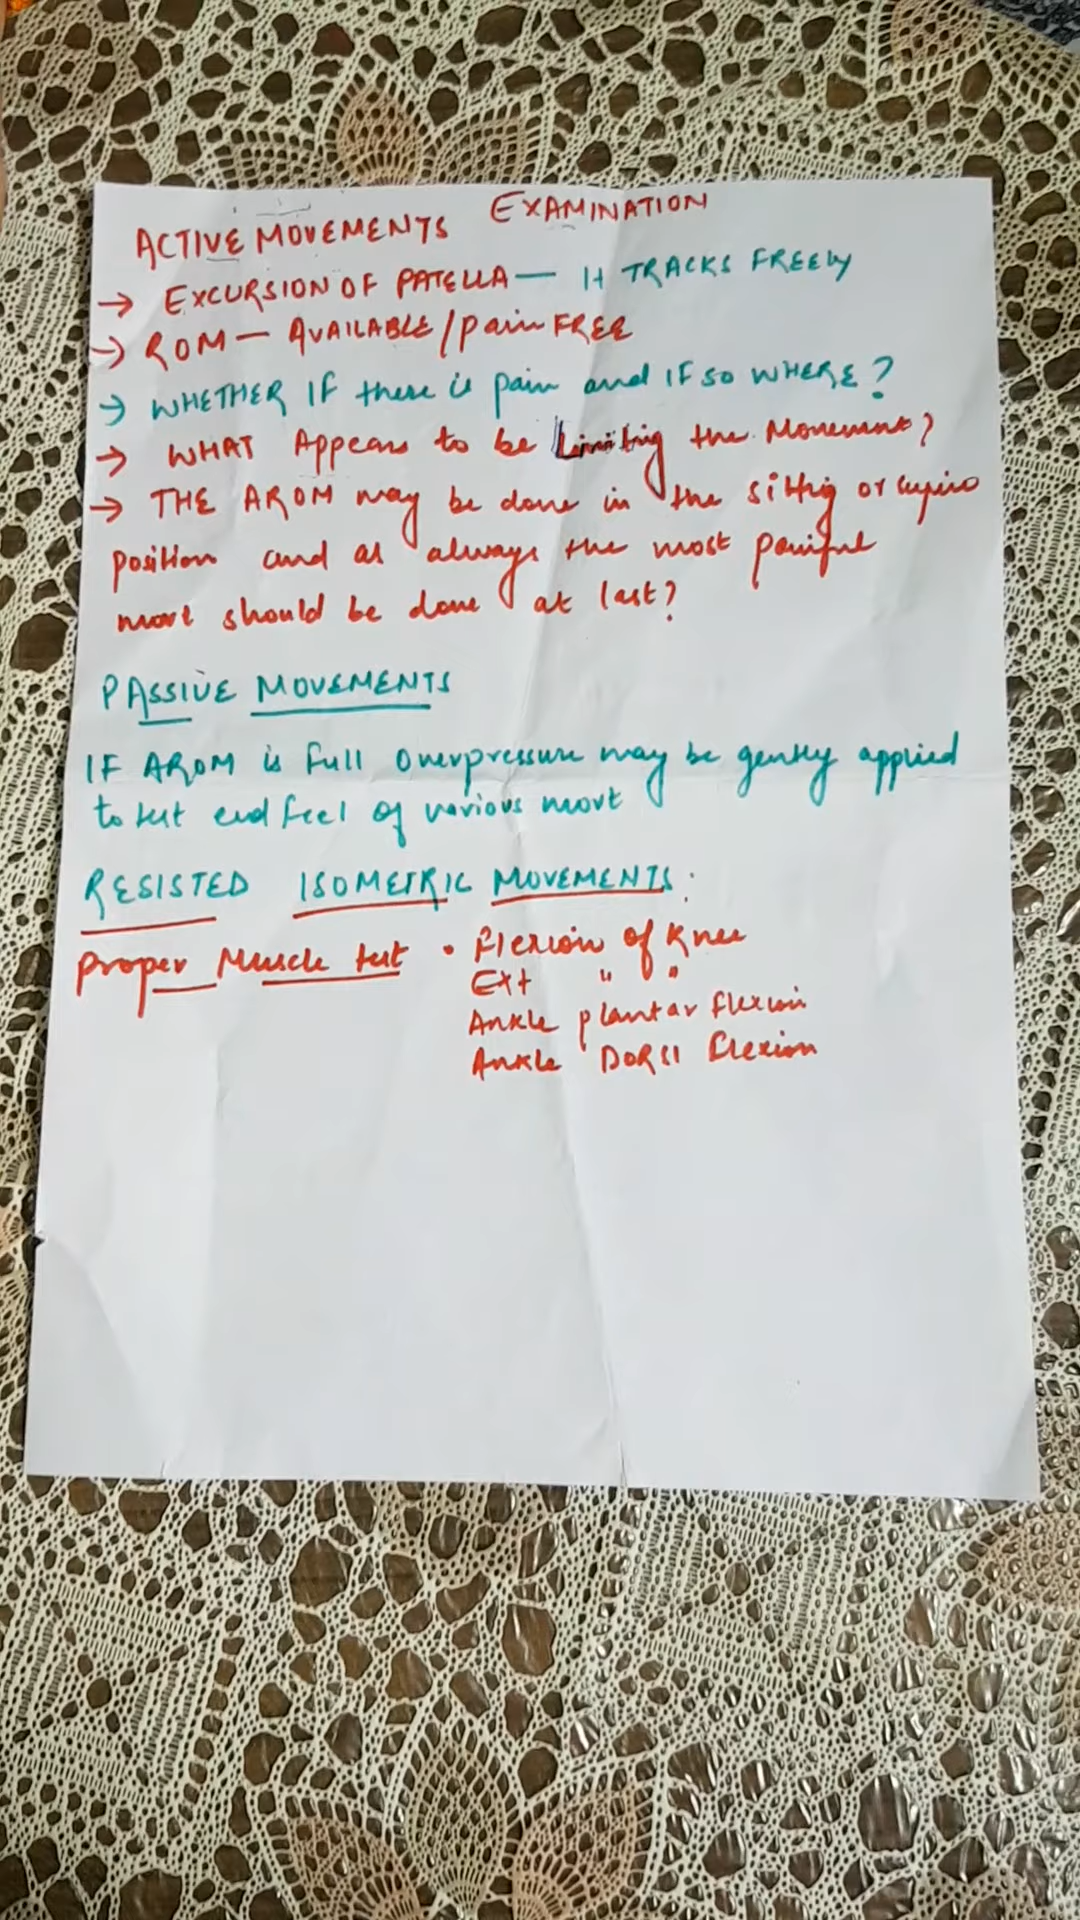 ACTIVE MOVEMENTS EXAMINATION
→ EXCURSION OF PATELLA — It TRACKS FREELY
→ ROM — AVAILABLE/Pain FREE
→ WHETHER IF there is pain and IF SO WHERE?
→ WHAT Appears to be Limiting the Movement?
→ THE AROM may be done in the sitting or supine
position and as always the most painful
movt should be done at last?
PASSIVE MOVEMENTS
IF AROM is full overpressure may be gently applied
to test end feel of various movt
RESISTED ISOMETRIC MOVEMENTS:
Proper Muscle test • Flexion of Knee
Ext " "
Ankle plantar flexion
Ankle DORSI flexion